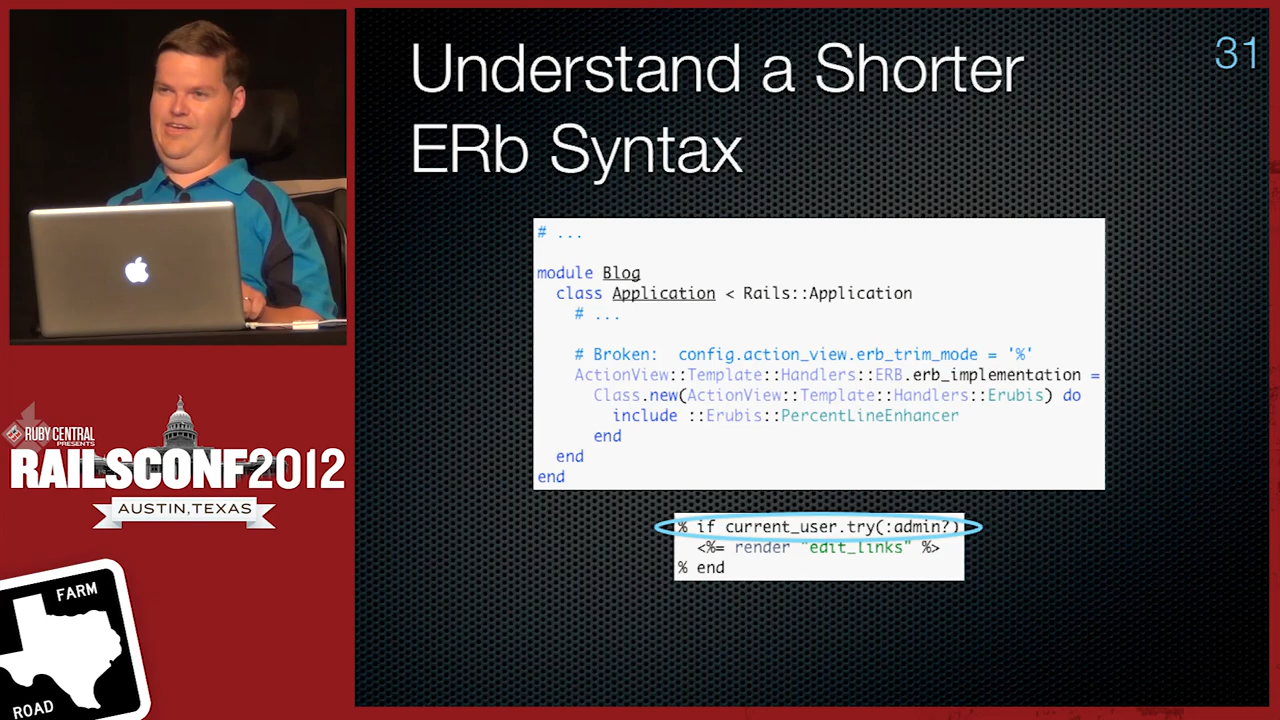 Understand a Shorter
ERb Syntax
31
# ...
module Blog
class Application < Rails::Application
# ...
# Broken:  config.action_view.erb_trim_mode = '%'
ActionView::Template::Handlers::ERB.erb_implementation =
Class.new(ActionView::Template::Handlers::Erubis) do
include ::Erubis::PercentLineEnhancer
end
end
end
% if current_user.try(:admin?)
<%= render "edit_links" %>
% end
RUBY CENTRAL
PRESENTS
RAILSCONF2012
AUSTIN, TEXAS
FARM
ROAD